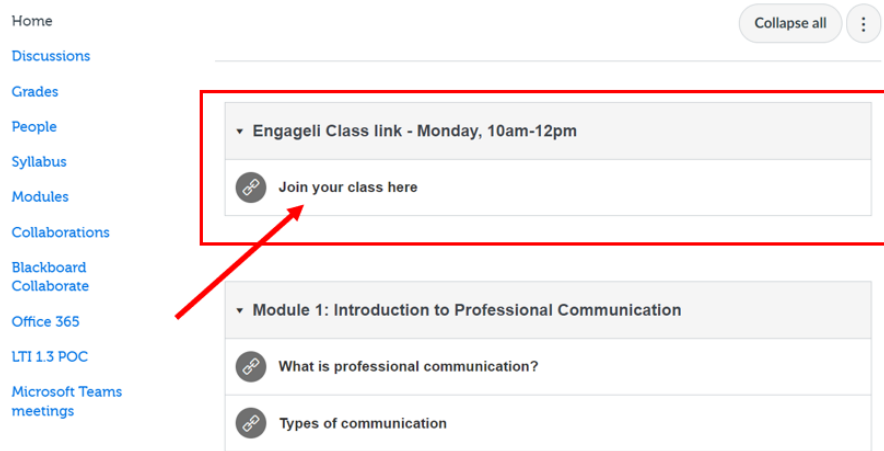 Home
Discussions
Grades
People
Syllabus
Modules
Collaborations
Blackboard
Collaborate
Office 365
LTI 1.3 POC
Microsoft Teams
meetings
Collapse all
Engageli Class link - Monday, 10am-12pm
Join your class here
Module 1: Introduction to Professional Communication
What is professional communication?
Types of communication